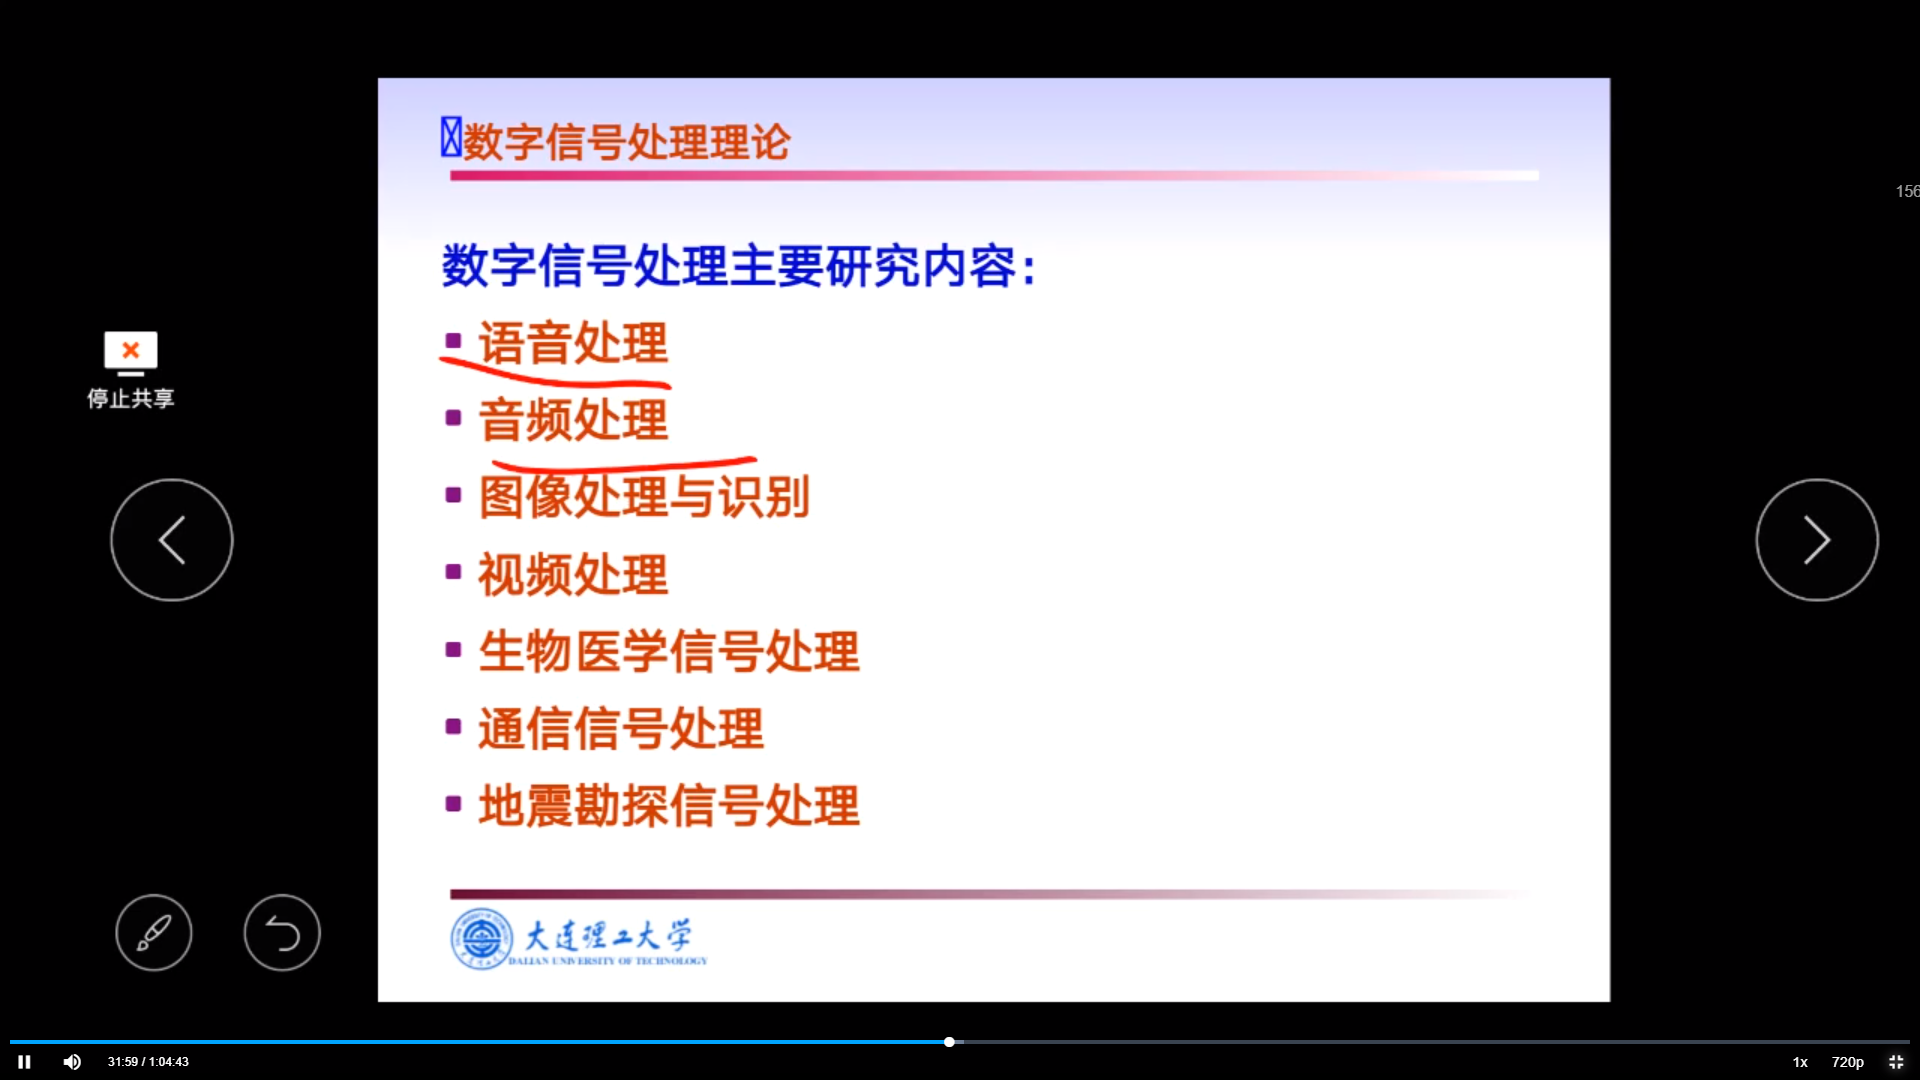 数字信号处理理论
156
数字信号处理主要研究内容:
语音处理
停止共享
音频处理
图像处理与识别
视频处理
生物医学信号处理
通信信号处理
地震勘探信号处理
大连理工大学
DALIAN UNIVERSITY OF TECHNOLOGY
31:59 / 1:04:43
1x
720p